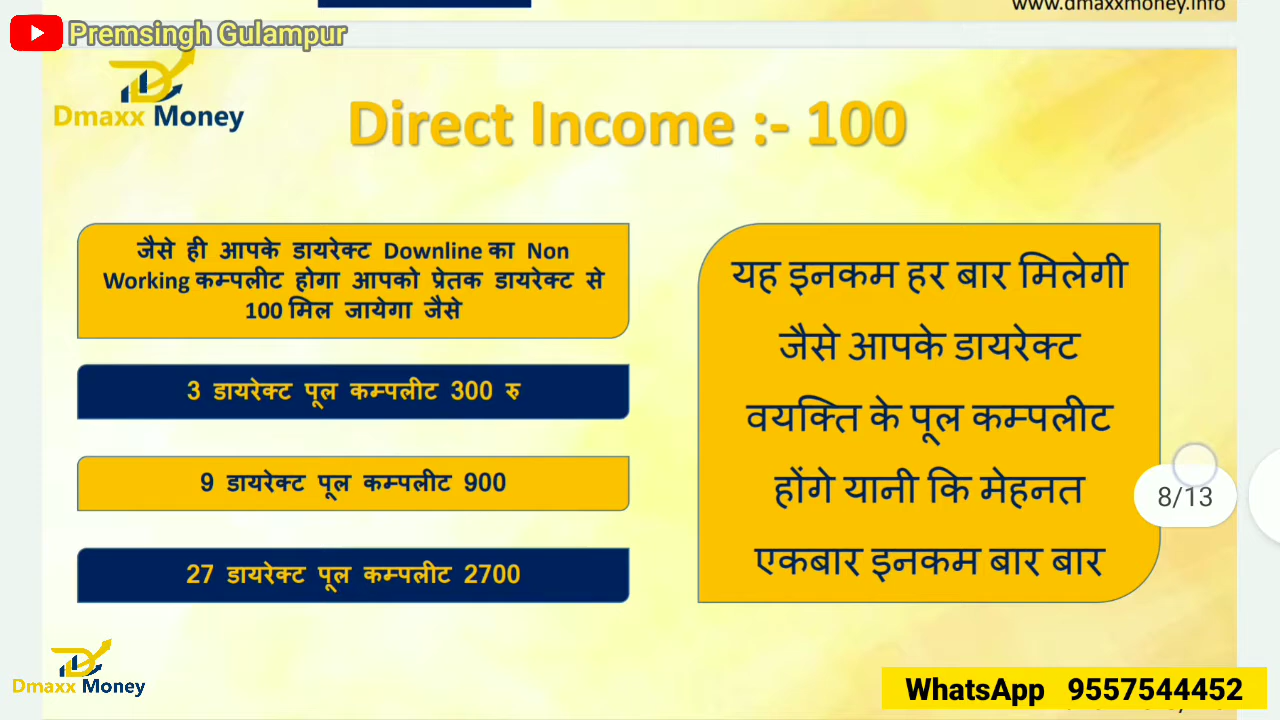 www.dmaxxmoney.info
Premsingh Gulampur
Dmaxx Money
Direct Income :- 100
जैसे ही आपके डायरेक्ट Downline का Non
Working कम्पलीट होगा आपको प्रेतक डायरेक्ट से
100 मिल जायेगा जैसे
3 डायरेक्ट पूल कम्पलीट 300 रु
9 डायरेक्ट पूल कम्पलीट 900
27 डायरेक्ट पूल कम्पलीट 2700
यह इनकम हर बार मिलेगी
जैसे आपके डायरेक्ट
वयक्ति के पूल कम्पलीट
होंगे यानी कि मेहनत
एकबार इनकम बार बार
8/13
Dmaxx Money
WhatsApp 9557544452